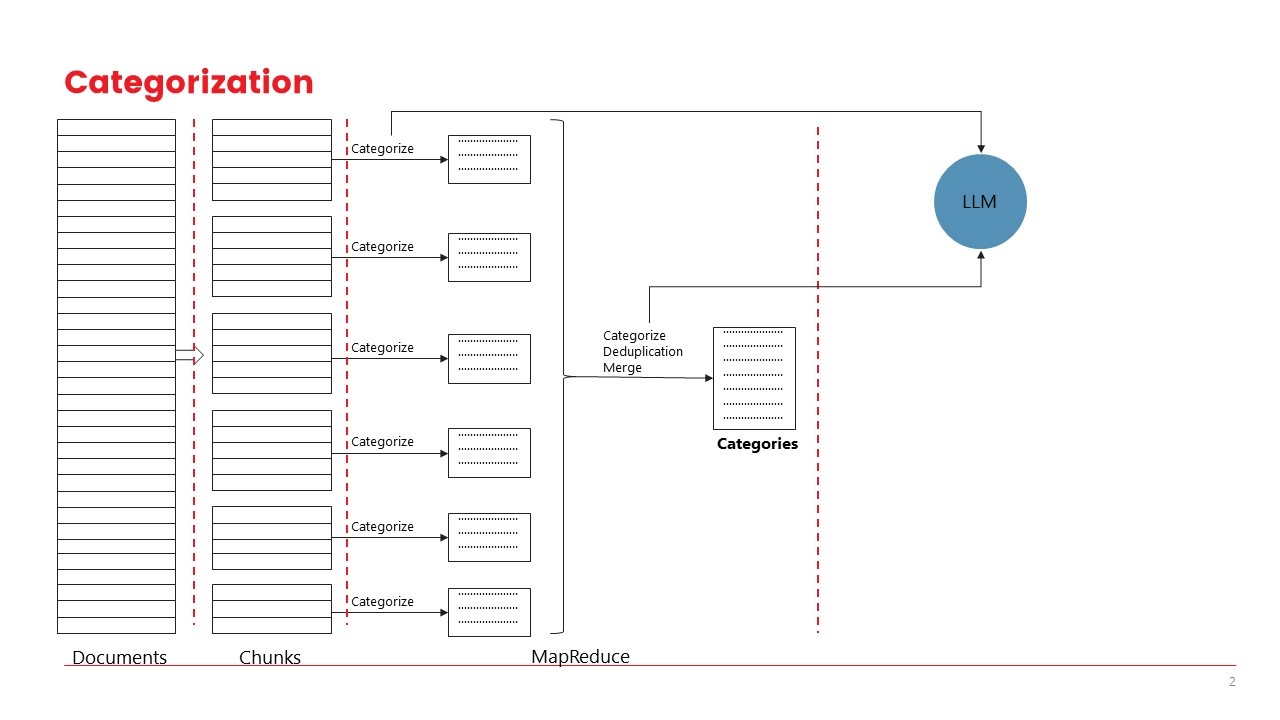 Categorization
Categorize
LLM
Categorize
Categorize
Deduplication
Merge
Categorize
Categorize
Categories
Categorize
Categorize
Documents
Chunks
MapReduce
2